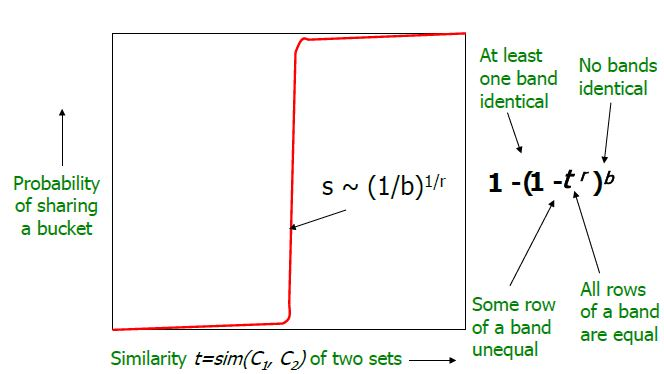 At least
one band
identical
No bands
identical
Probability
of sharing
a bucket
s ~ (1/b)^{1/r}
1 -(1 -t^r)^b
Some row
of a band
unequal
All rows
of a band
are equal
Similarity t=sim(C₁, C₂) of two sets